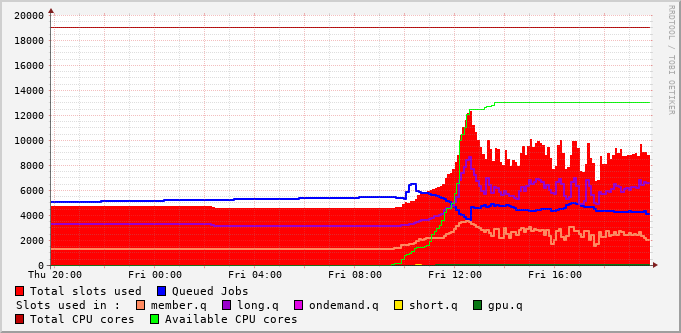 20000
18000
16000
14000
12000
10000
8000
6000
4000
2000
0
Thu 20:00 Fri 00:00 Fri 04:00 Fri 08:00 Fri 12:00 Fri 16:00
Total slots used Queued Jobs
Slots used in : member.q long.q ondemand.q short.q gpu.q
Total CPU cores Available CPU cores
RRDTOOL / TOBI OETIKER